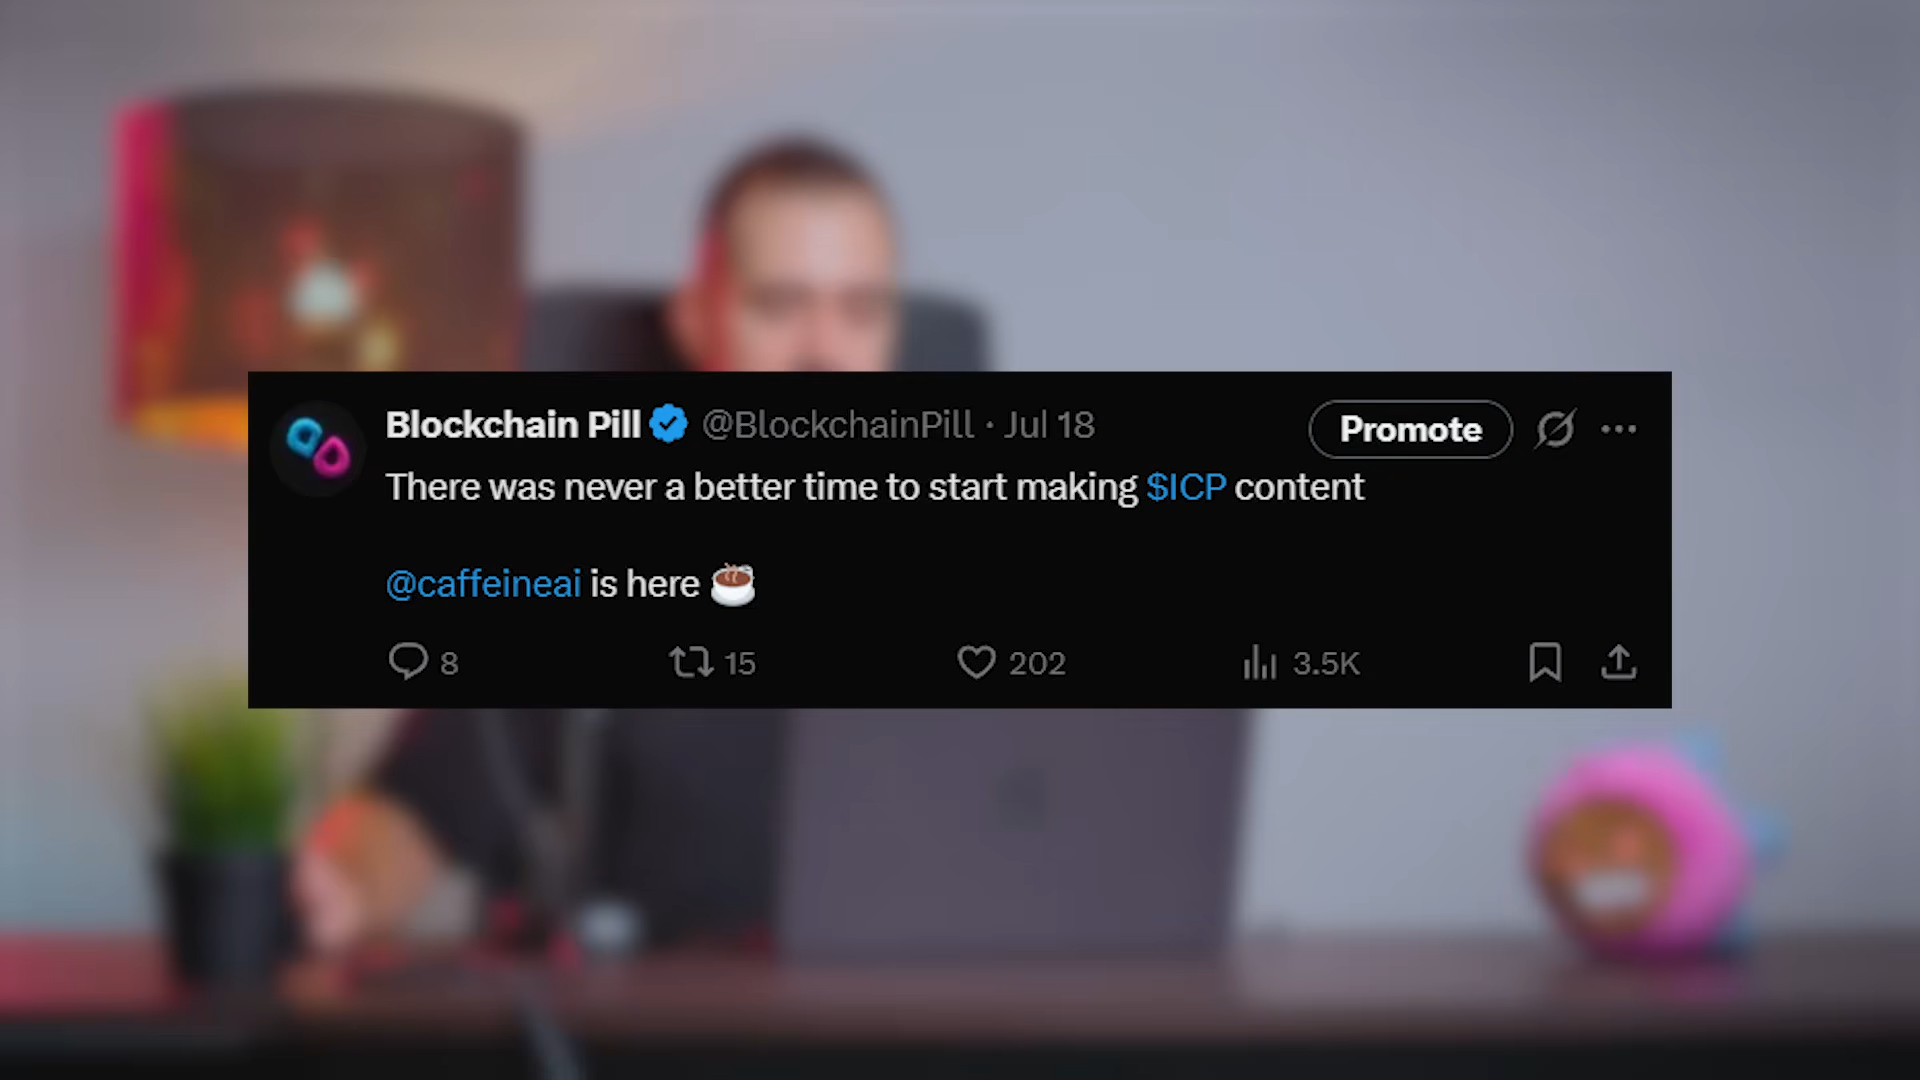 Blockchain Pill @BlockchainPill · Jul 18
Promote
There was never a better time to start making $ICP content
@caffeineai is here ☕
8 15 202 3.5K